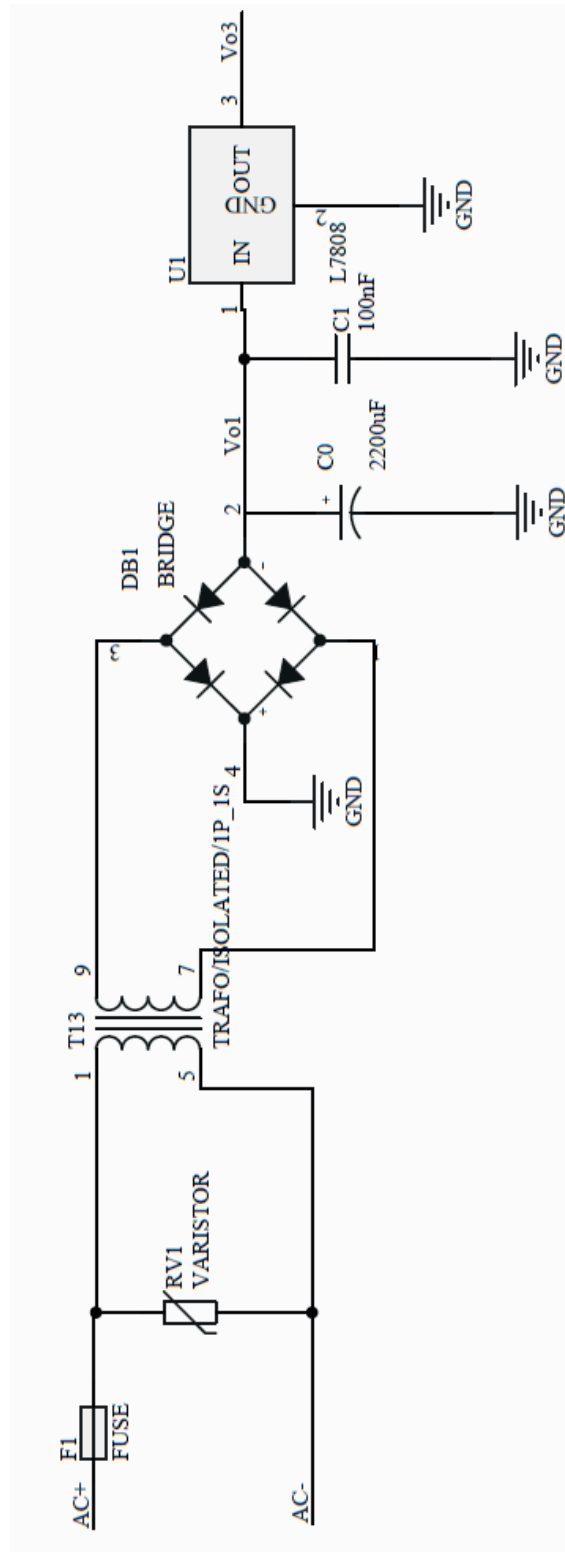 AC+
F1
FUSE
AC-
RV1
VARISTOR
T13
1
5
9
7
TRAFO/ISOLATED/1P_1S
3
1
4
GND
+
-
DB1
BRIDGE
2
Vo1
C0
+
2200uF
GND
C1
100nF
GND
1
U1
IN
GND
OUT
2
L7808
GND
3
Vo3